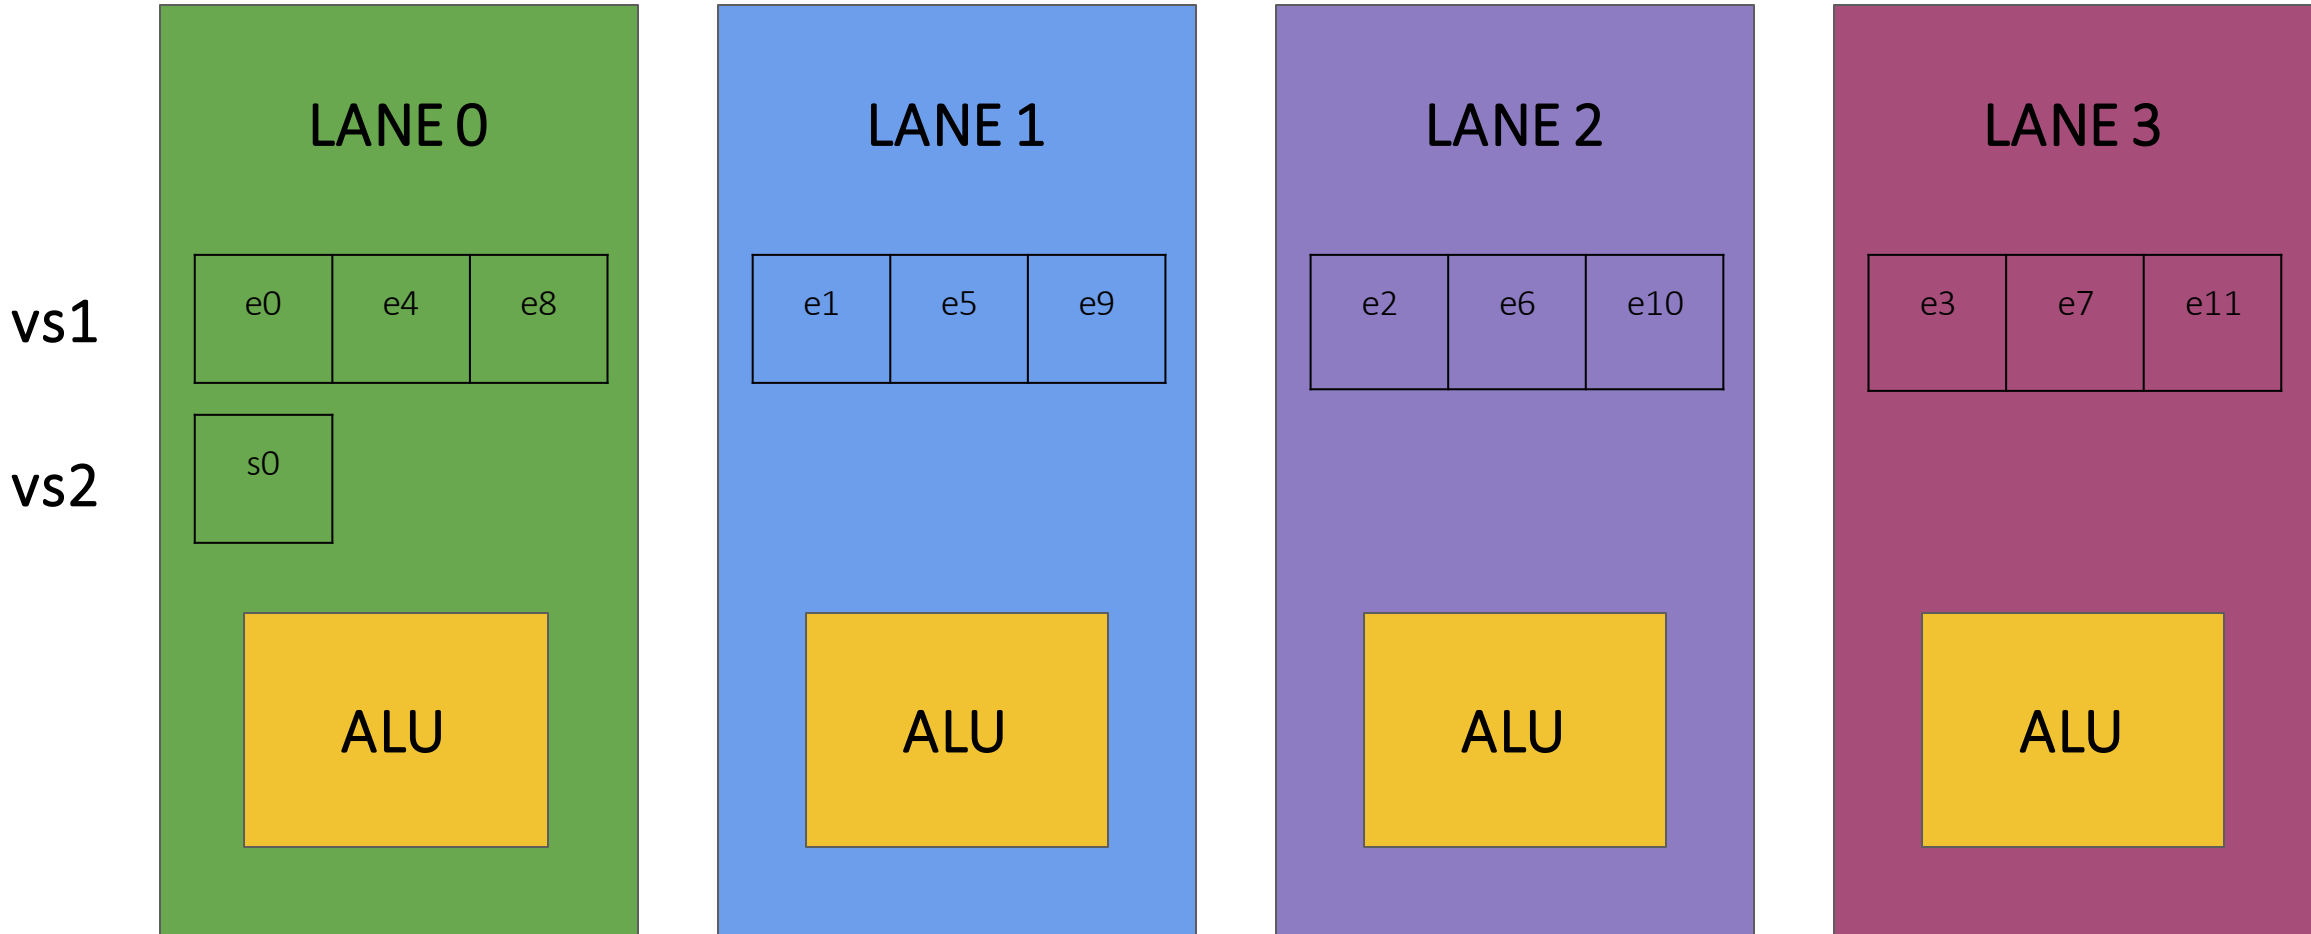 LANE 0 LANE 1 LANE 2 LANE 3
vs1 e0 e4 e8 e1 e5 e9 e2 e6 e10 e3 e7 e11
vs2 s0
ALU ALU ALU ALU